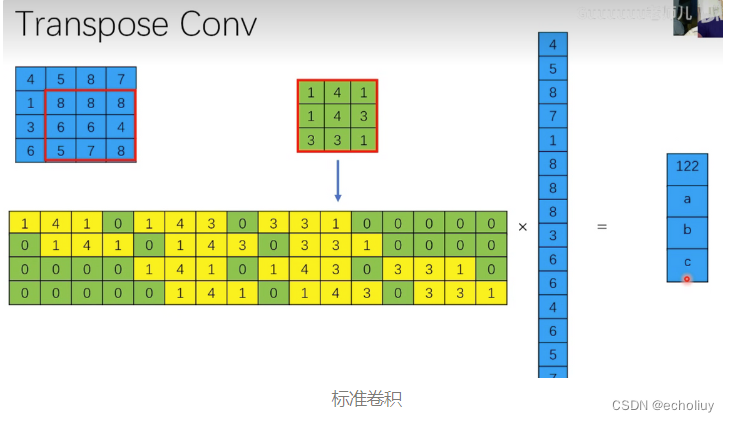 Transpose Conv
4 5 8 7
1 8 8 8
3 6 6 4
6 5 7 8
1 4 1
1 4 3
3 3 1
1 4 1 0 1 4 3 0 3 3 1 0 0 0 0 0
0 1 4 1 0 1 4 3 0 3 3 1 0 0 0 0
0 0 0 0 1 4 1 0 1 4 3 0 3 3 1 0
0 0 0 0 0 1 4 1 0 1 4 3 0 3 3 1
×
4
5
8
7
1
8
8
8
3
6
6
4
6
5
7
=
122
a
b
c
标准卷积
CSDN @echoliuy